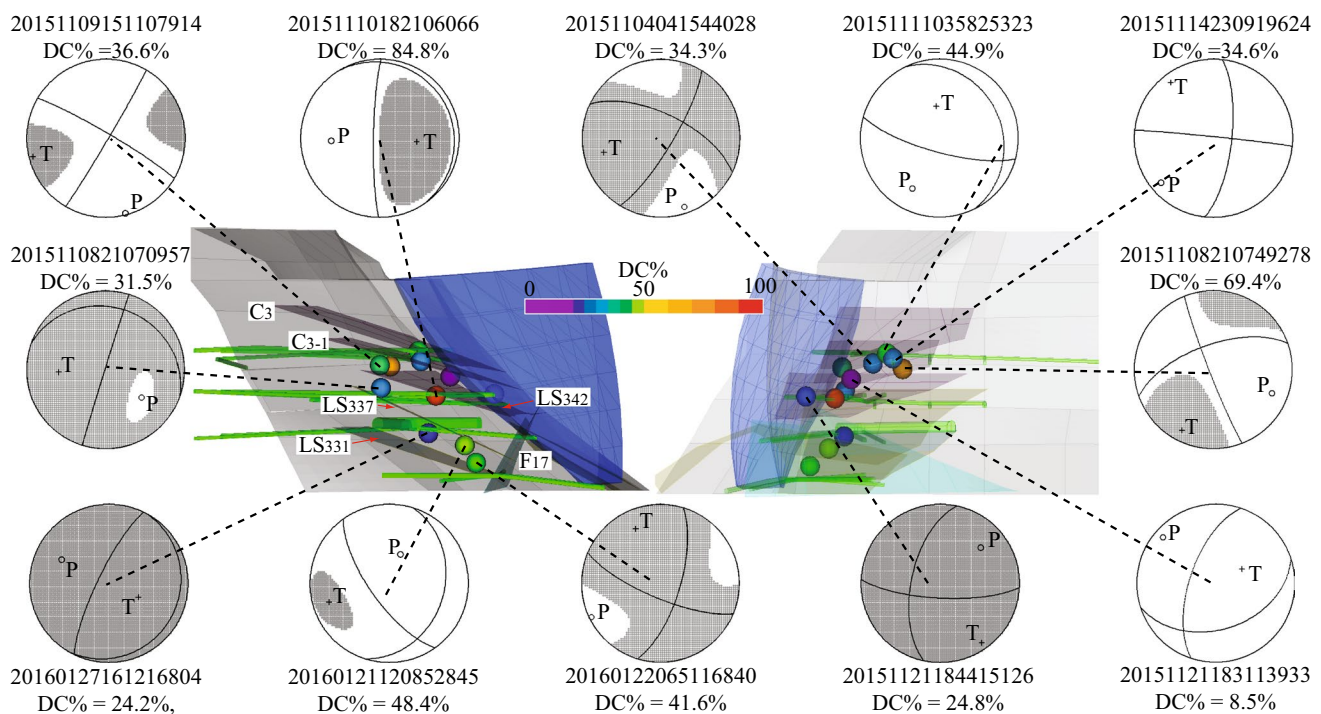 20151109151107914
DC% =36.6%
20151110182106066
DC% =84.8%
20151104041544028
DC% =34.3%
20151111035825323
DC% =44.9%
20151114230919624
DC% =34.6%
T
P
P
T
T
P
T
P
T
P
20151110821070957
DC% = 31.5%
T
P
C3
C3-1
LS337
LS331
LS342
F17
DC%
0
50
100
20151108210749278
DC% = 69.4%
P
T
P
T
P
T
T
P
P
T
P
T
20160127161216804
DC% = 24.2%,
20160121120852845
DC% = 48.4%
20160122065116840
DC% = 41.6%
20151121184415126
DC% = 24.8%
20151121183113933
DC% = 8.5%